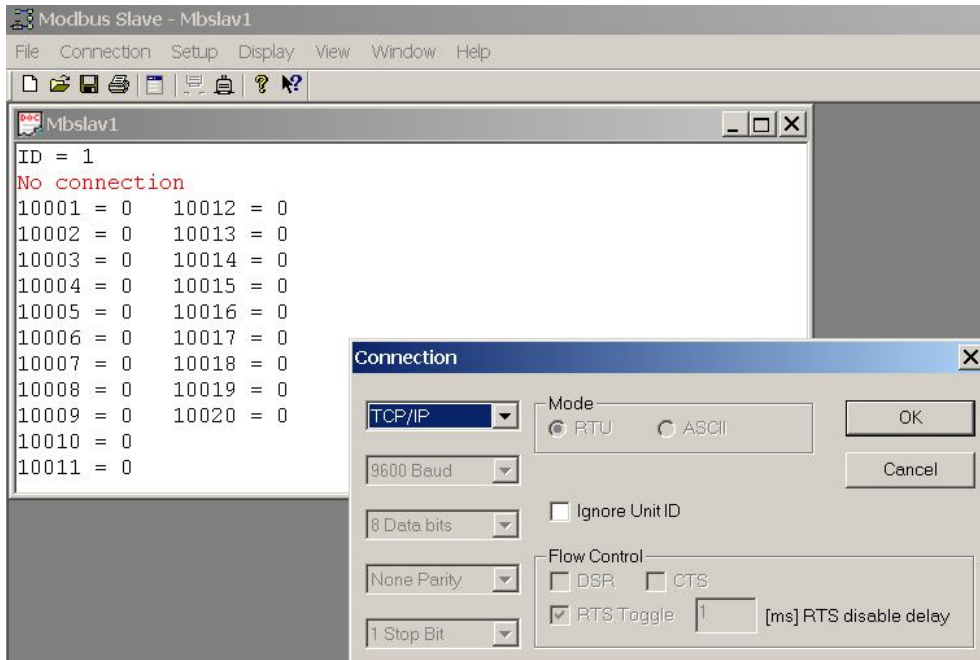 Modbus Slave - Mbslav1
File Connection Setup Display View Window Help
Mbslav1
ID = 1
No connection
10001 = 0 10012 = 0
10002 = 0 10013 = 0
10003 = 0 10014 = 0
10004 = 0 10015 = 0
10005 = 0 10016 = 0
10006 = 0 10017 = 0
10007 = 0 10018 = 0
10008 = 0 10019 = 0
10009 = 0 10020 = 0
10010 = 0
10011 = 0
Connection
TCP/IP
9600 Baud
8 Data bits
None Parity
1 Stop Bit
Mode
RTU ASCII
Ignore Unit ID
Flow Control
DSR CTS
RTS Toggle 1 [ms] RTS disable delay
OK
Cancel